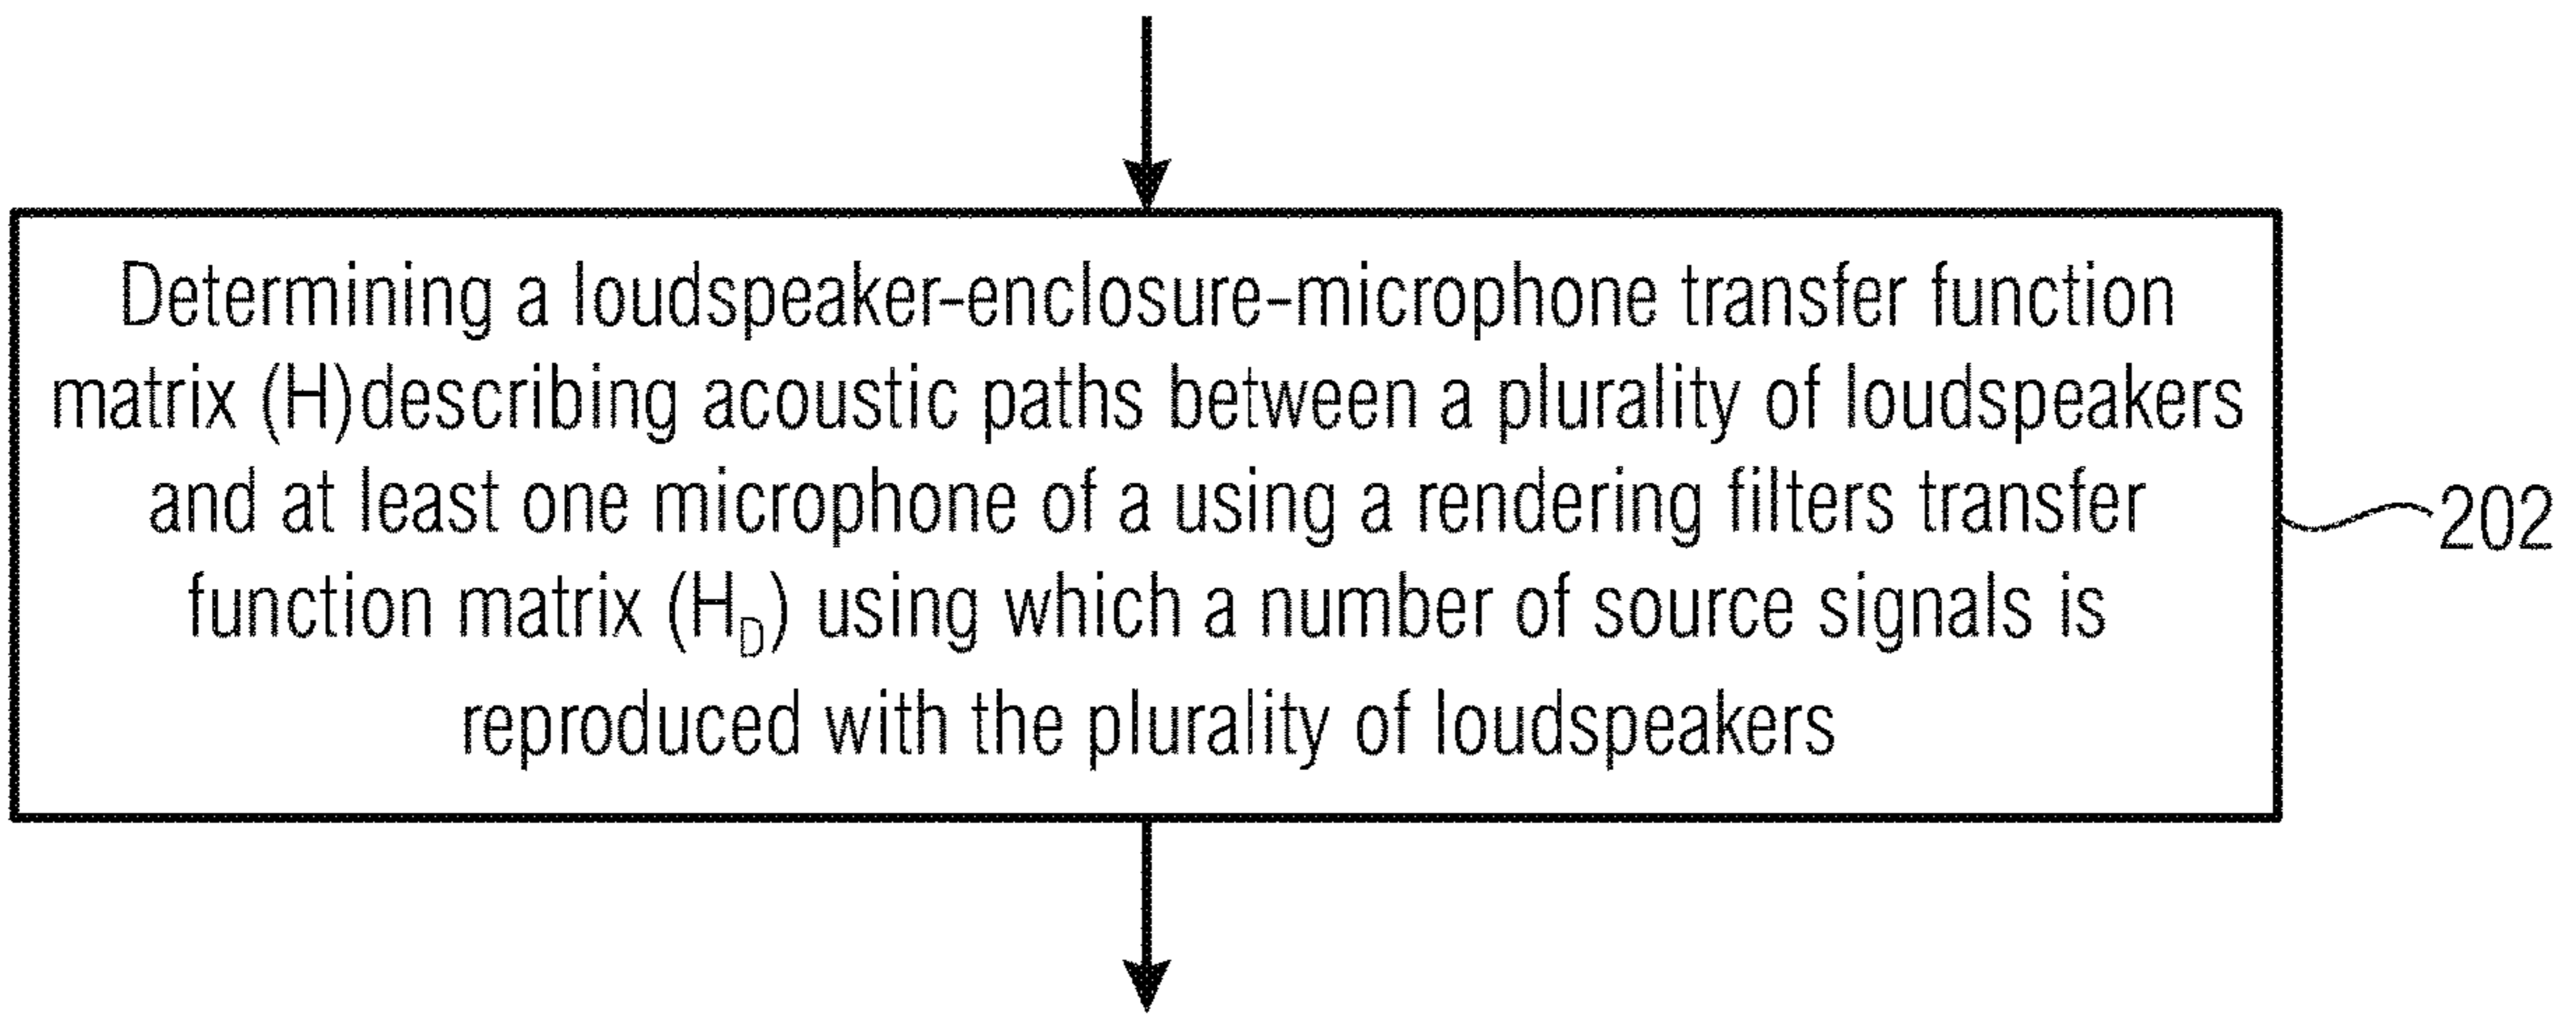 Determining a loudspeaker-enclosure-microphone transfer function
matrix (H)describing acoustic paths between a plurality of loudspeakers
and at least one microphone of a using a rendering filters transfer
function matrix (H_D) using which a number of source signals is
reproduced with the plurality of loudspeakers
202